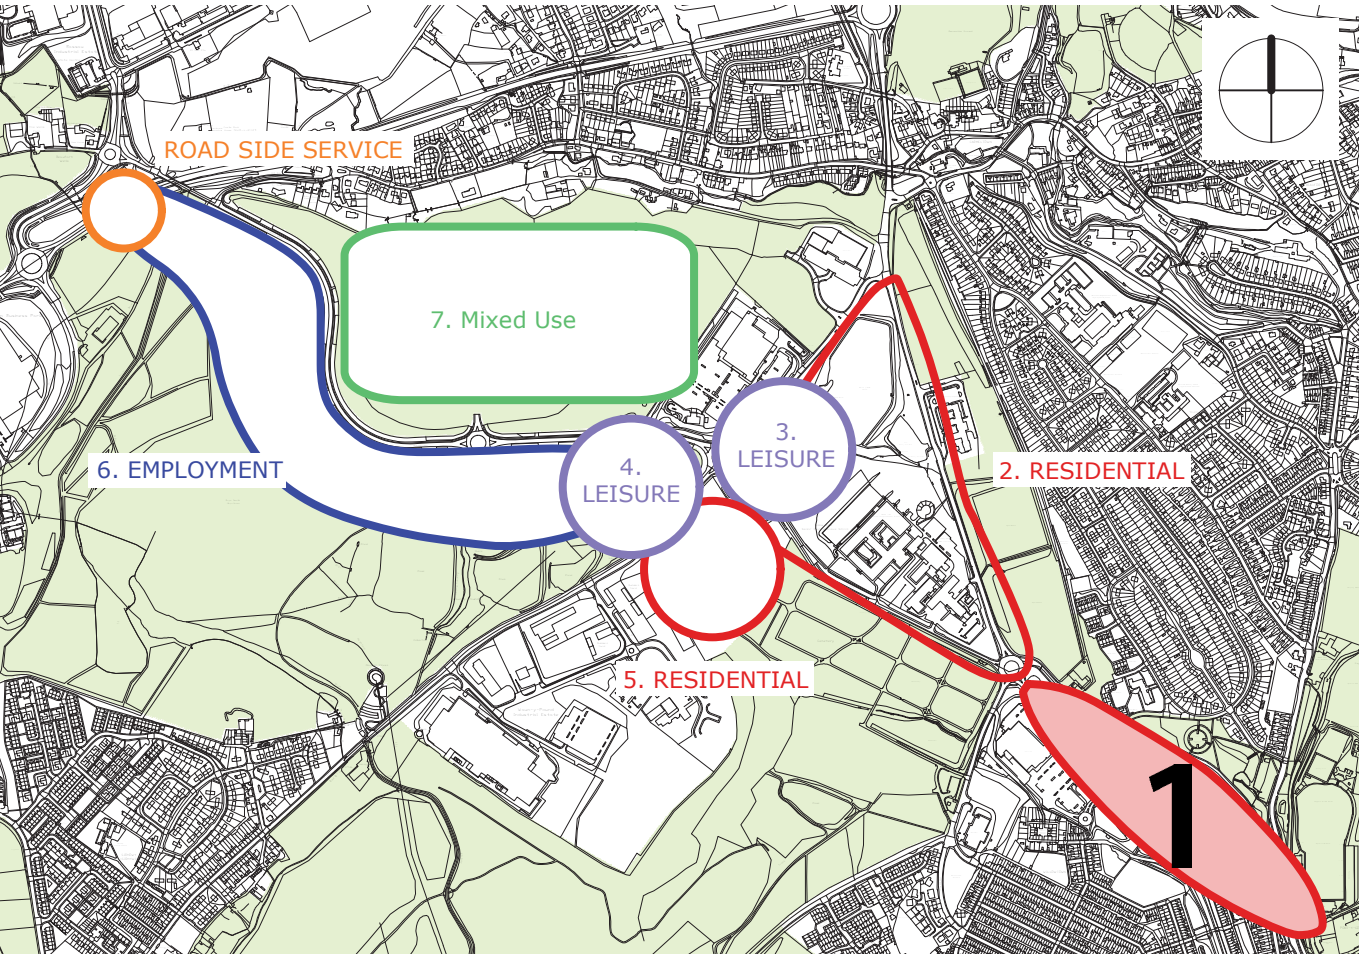 ROAD SIDE SERVICE
7. Mixed Use
3.
LEISURE
6. EMPLOYMENT
4.
LEISURE
2. RESIDENTIAL
5. RESIDENTIAL
1